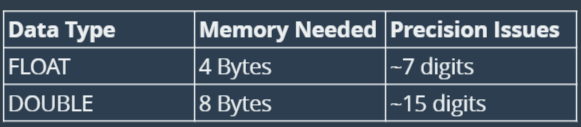 Data Type Memory Needed Precision Issues
FLOAT 4 Bytes ~7 digits
DOUBLE 8 Bytes ~15 digits